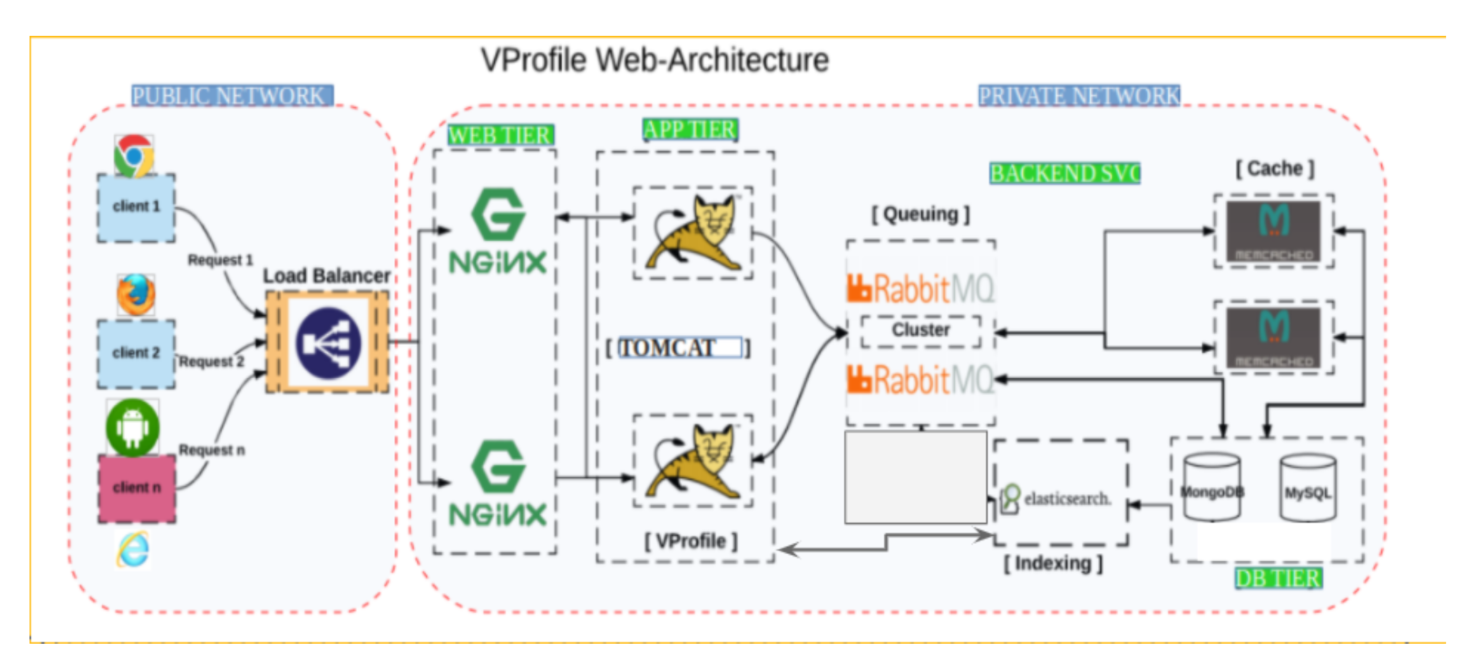 VProfile Web-Architecture
PUBLIC NETWORK
PRIVATE NETWORK
WEB TIER
APP TIER
BACKEND SVC
[ Cache ]
client 1
Request 1
Load Balancer
client 2
Request 2
Request n
client n
NGiNX
NGiNX
[ TOMCAT ]
[ VProfile ]
[ Queuing ]
RabbitMQ
Cluster
RabbitMQ
MEMCACHED
MEMCACHED
elasticsearch.
[ Indexing ]
MongoDB
MySQL
DB TIER